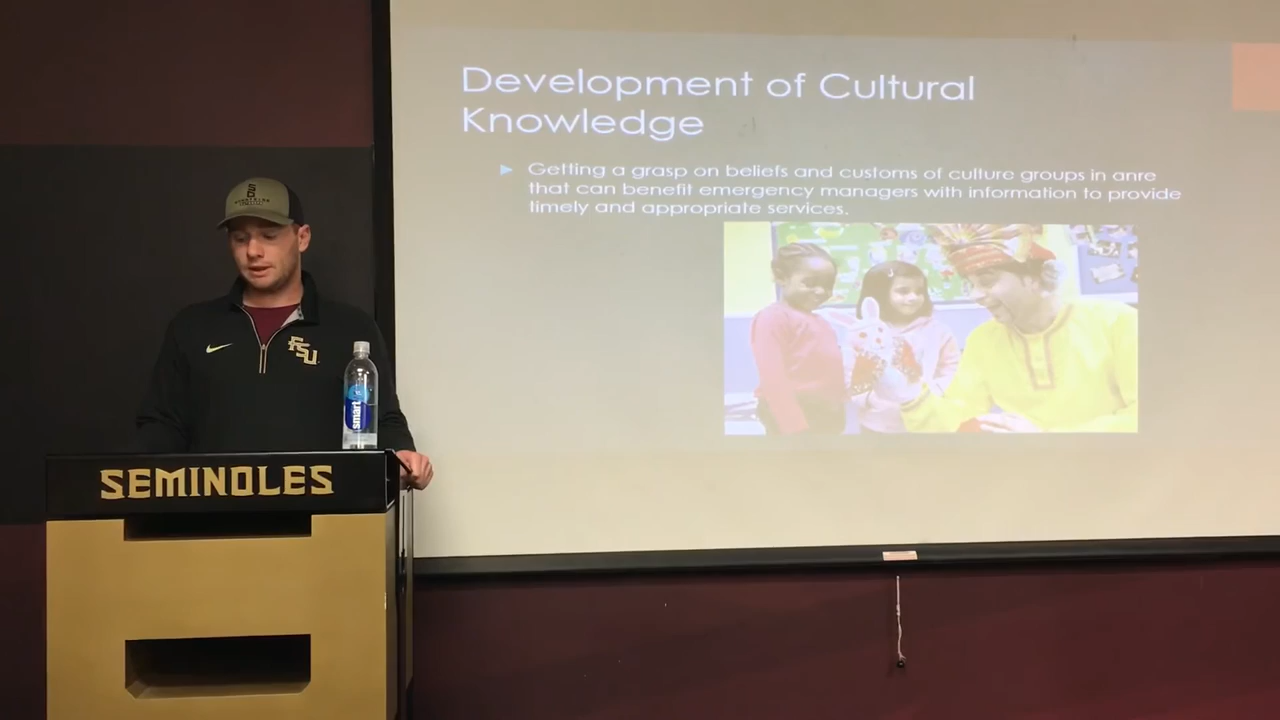 Development of Cultural
Knowledge
Getting a grasp on beliefs and customs of culture groups in anre
that can benefit emergency managers with information to provide
timely and appropriate services.
FSU
smart
SEMINOLES